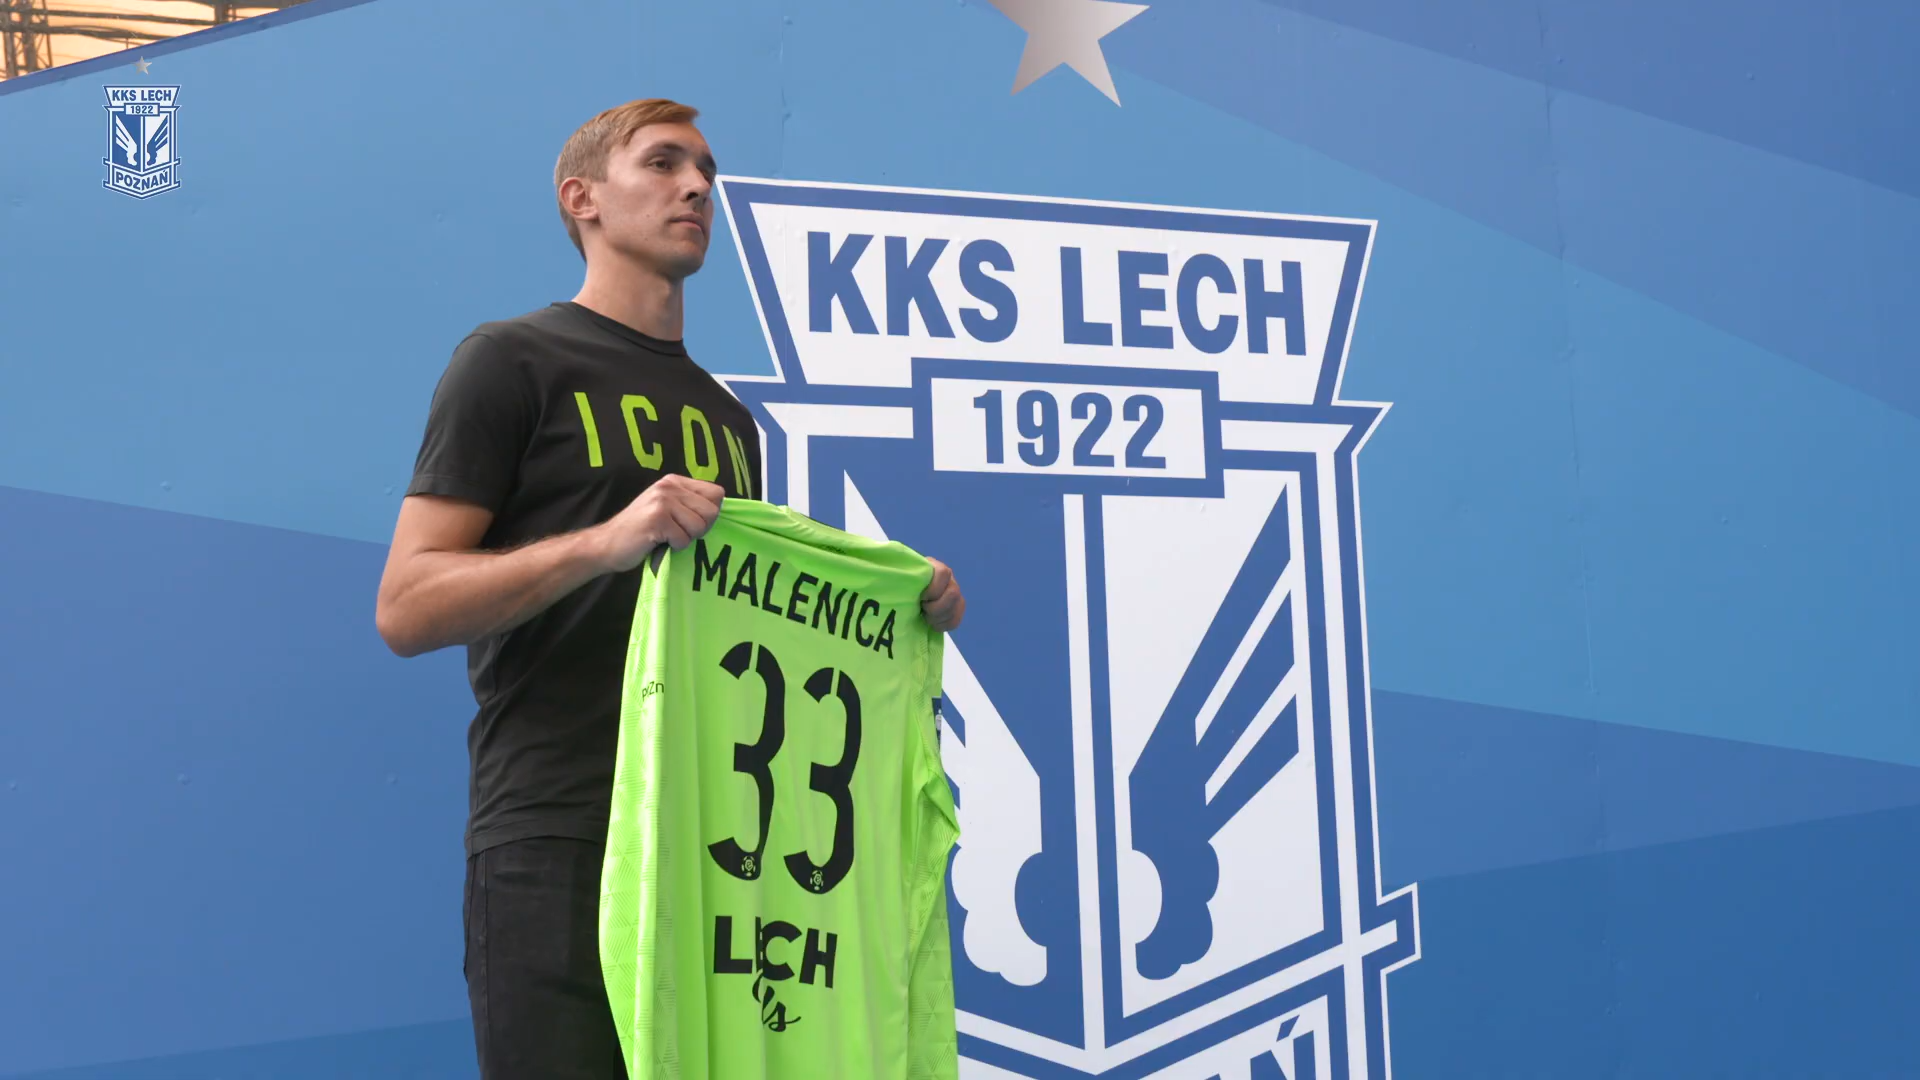 KKS LECH
1922
POZNAŃ
KKS LECH
1922
ICON
MALENICA
33
LECH